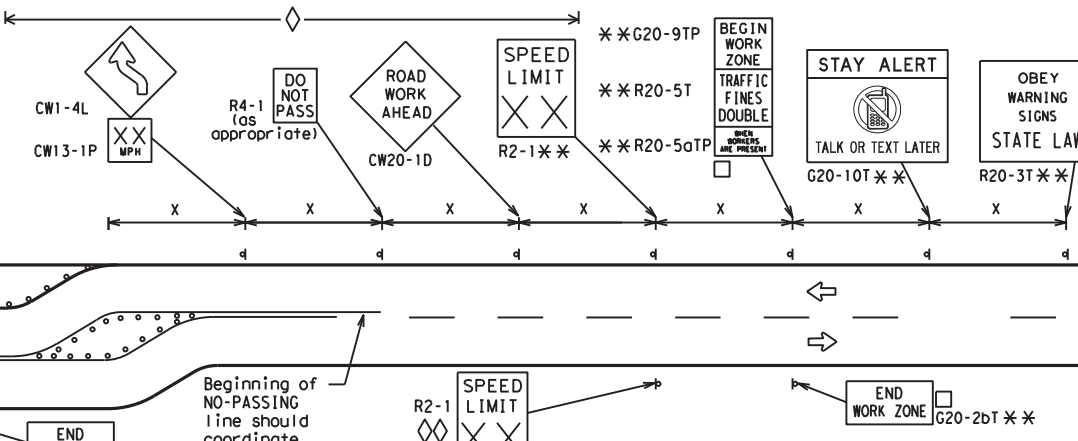 CW1-4L
X X
MPH
CW13-1P
R4-1
(as
appropriate)
DO
NOT
PASS
ROAD
WORK
AHEAD
CW20-1D
SPEED
LIMIT
X X
R2-1**
**G20-9TP
**R20-5T
**R20-5aTP
BEGIN
WORK
ZONE
TRAFFIC
FINES
DOUBLE
WHEN
WORKERS
ARE PRESENT
STAY ALERT
TALK OR TEXT LATER
G20-10T**
OBEY
WARNING
SIGNS
STATE LAW
R20-3T**
X X X X X X X
Beginning of
NO-PASSING
line should
coordinate
R2-1
SPEED
LIMIT
X X
END
WORK ZONE
G20-2bT **
END